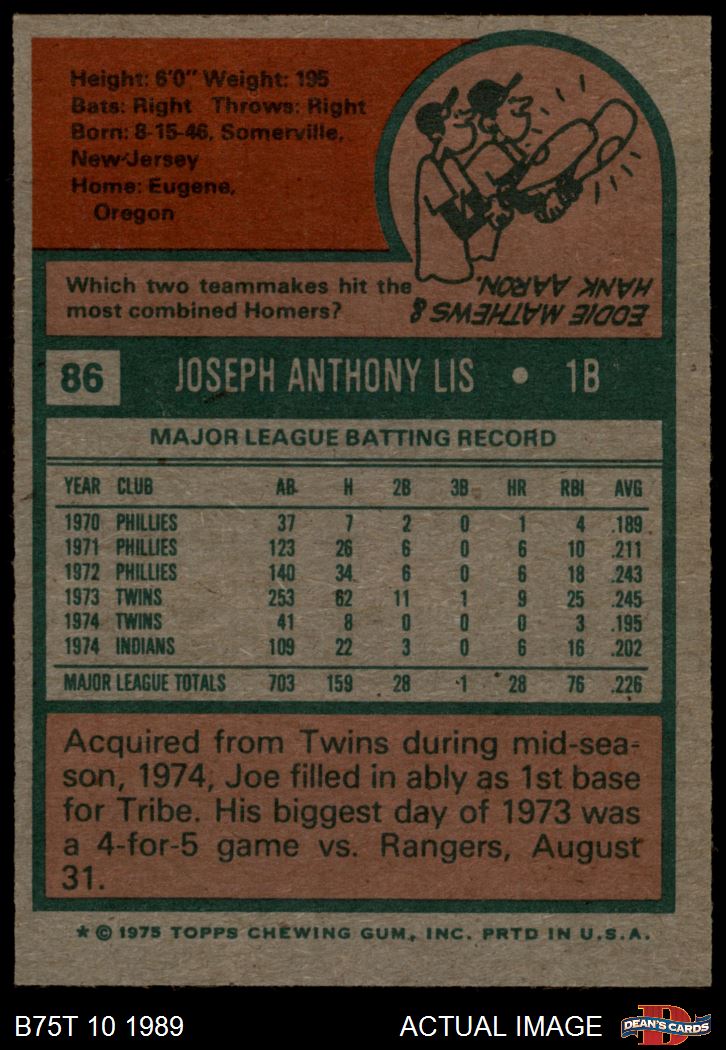 Height: 6'0" Weight: 195
Bats: Right Throws: Right
Born: 8-15-46, Somerville,
New Jersey
Home: Eugene,
Oregon
Which two teammakes hit the
most combined Homers?
EDDIE MATHEWS &
HANK AARON.
86 JOSEPH ANTHONY LIS • 1B
MAJOR LEAGUE BATTING RECORD
YEAR CLUB AB H 2B 3B HR RBI AVG
1970 PHILLIES 37 7 2 0 1 4 .189
1971 PHILLIES 123 26 6 0 6 10 .211
1972 PHILLIES 140 34 6 0 6 18 .243
1973 TWINS 253 62 11 1 9 25 .245
1974 TWINS 41 8 0 0 0 3 .195
1974 INDIANS 109 22 3 0 6 16 .202
MAJOR LEAGUE TOTALS 703 159 28 1 28 76 .226
Acquired from Twins during mid-sea-
son, 1974, Joe filled in ably as 1st base
for Tribe. His biggest day of 1973 was
a 4-for-5 game vs. Rangers, August
31.
* © 1975 TOPPS CHEWING GUM, INC. PRTD IN U.S.A.
B75T 10 1989 ACTUAL IMAGE D DEAN'S CARDS